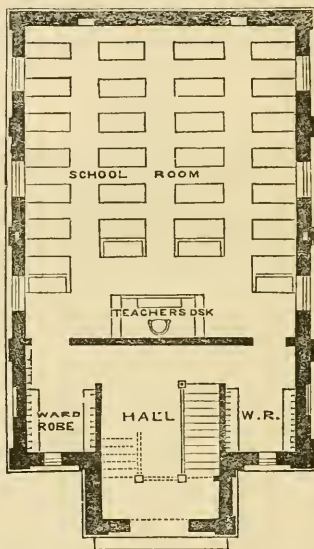 SCHOOL ROOM
TEACHERS DSK
WARD
ROBE
HALL
W.R.